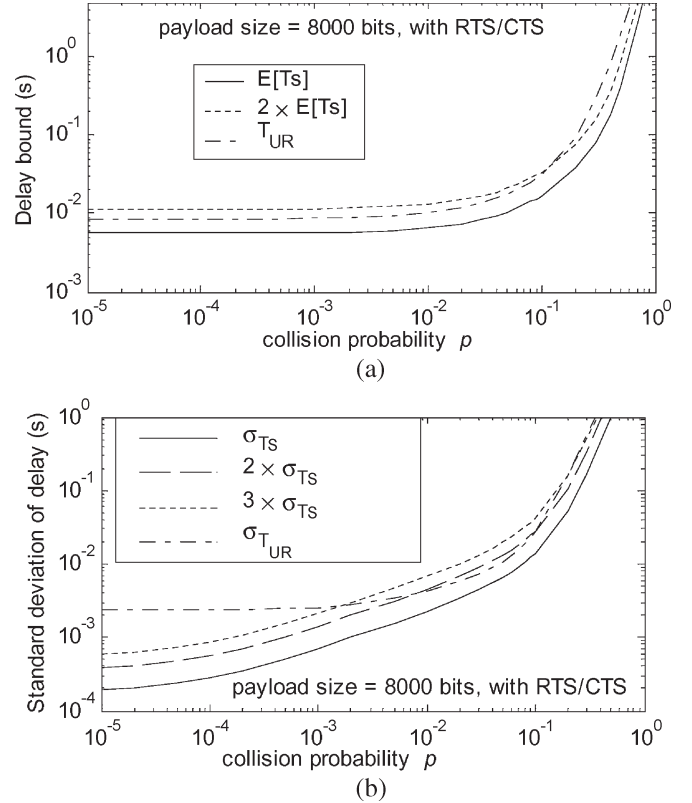 payload size = 8000 bits, with RTS/CTS
E[Ts]
2 × E[Ts]
T_UR
Delay bound (s)
10^0
10^-1
10^-2
10^-3
10^-5 10^-4 10^-3 10^-2 10^-1 10^0
collision probability p
(a)
σ_TS
2 × σ_TS
3 × σ_TS
σ_T_UR
Standard deviation of delay (s)
10^0
10^-1
10^-2
10^-3
10^-4
payload size = 8000 bits, with RTS/CTS
10^-5 10^-4 10^-3 10^-2 10^-1 10^0
collision probability p
(b)